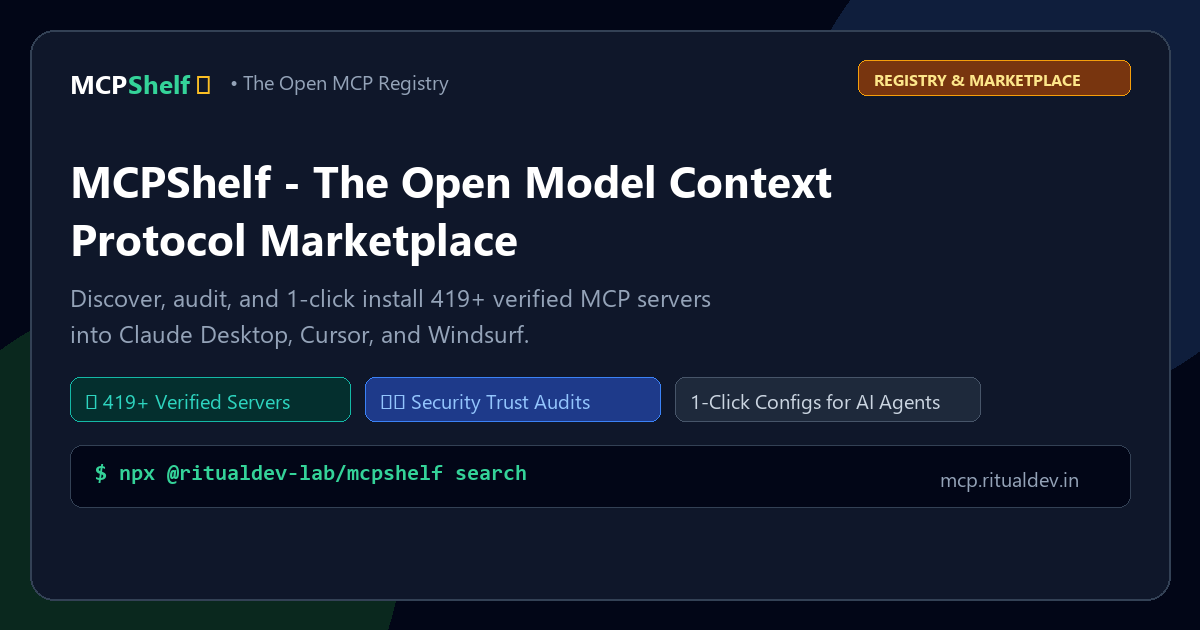 MCPShelf • The Open MCP Registry
REGISTRY & MARKETPLACE
MCPShelf - The Open Model Context
Protocol Marketplace
Discover, audit, and 1-click install 419+ verified MCP servers
into Claude Desktop, Cursor, and Windsurf.
419+ Verified Servers
Security Trust Audits
1-Click Configs for AI Agents
$ npx @ritualdev-lab/mcpshelf search
mcp.ritualdev.in